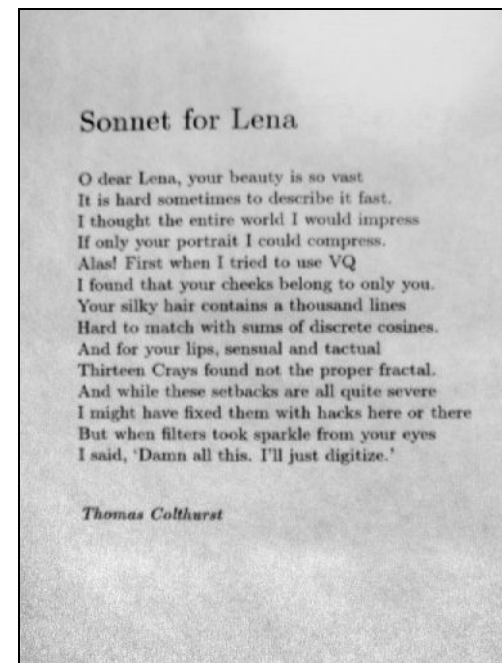 Sonnet for Lena
O dear Lena, your beauty is so vast
It is hard sometimes to describe it fast.
I thought the entire world I would impress
If only your portrait I could compress.
Alas! First when I tried to use VQ
I found that your cheeks belong to only you.
Your silky hair contains a thousand lines
Hard to match with sums of discrete cosines.
And for your lips, sensual and tactual
Thirteen Crays found not the proper fractal.
And while these setbacks are all quite severe
I might have fixed them with hacks here or there
But when filters took sparkle from your eyes
I said, 'Damn all this. I'll just digitize.'
Thomas Colthurst